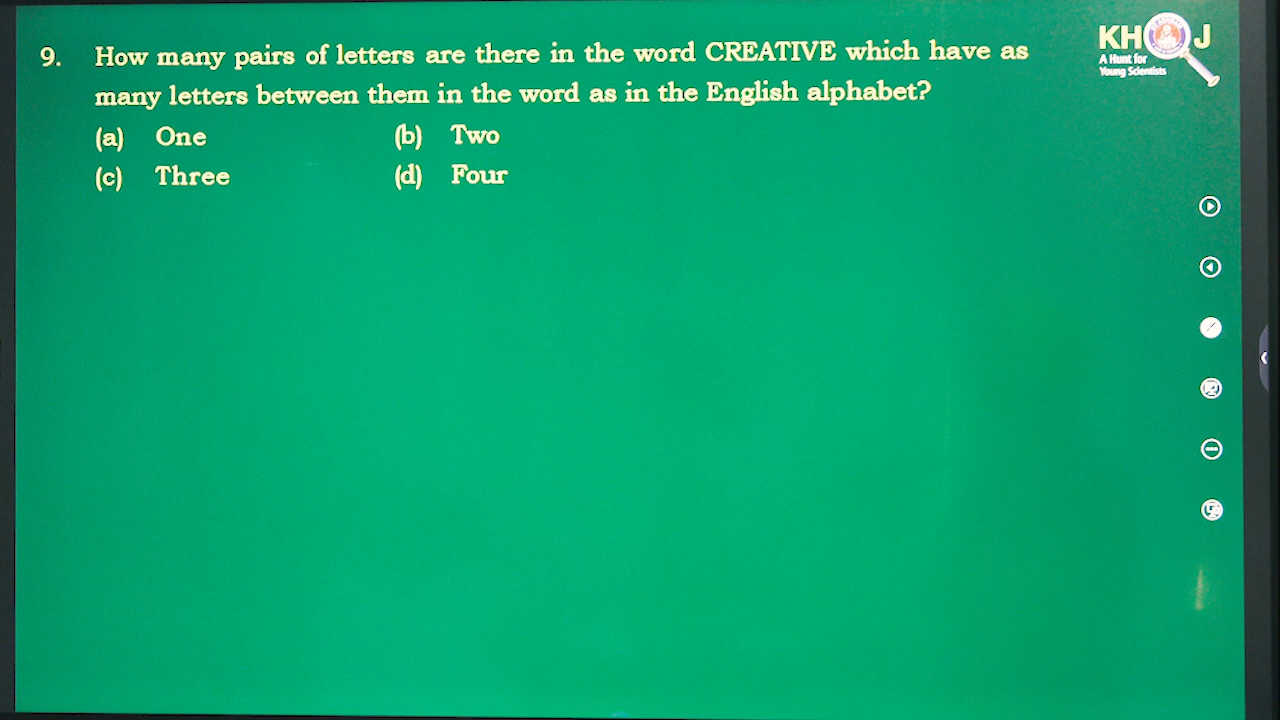 9. How many pairs of letters are there in the word CREATIVE which have as
many letters between them in the word as in the English alphabet?
(a) One (b) Two
(c) Three (d) Four
KHOJ
A Hunt for
Young Scientists